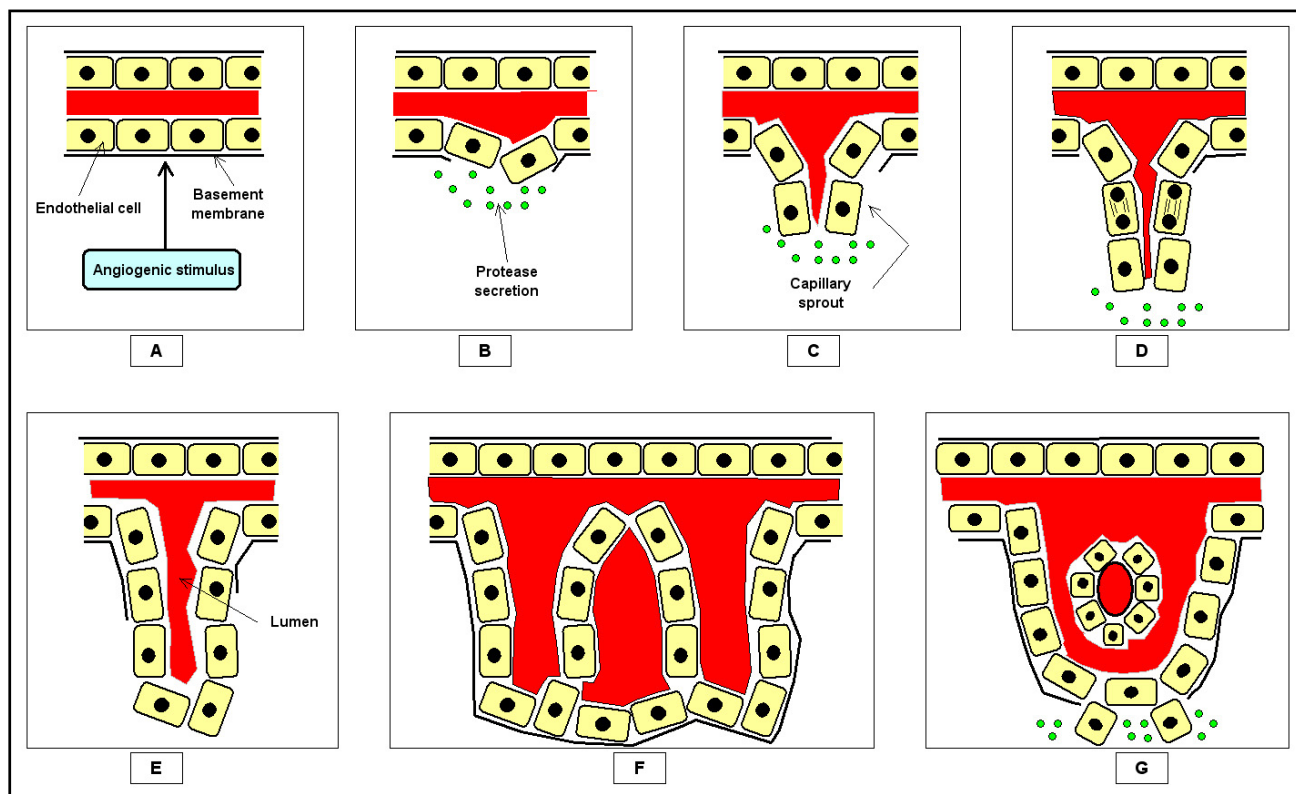 Endothelial cell
Basement
membrane
Angiogenic stimulus
A
Protease
secretion
B
Capillary
sprout
C
D
Lumen
E
F
G